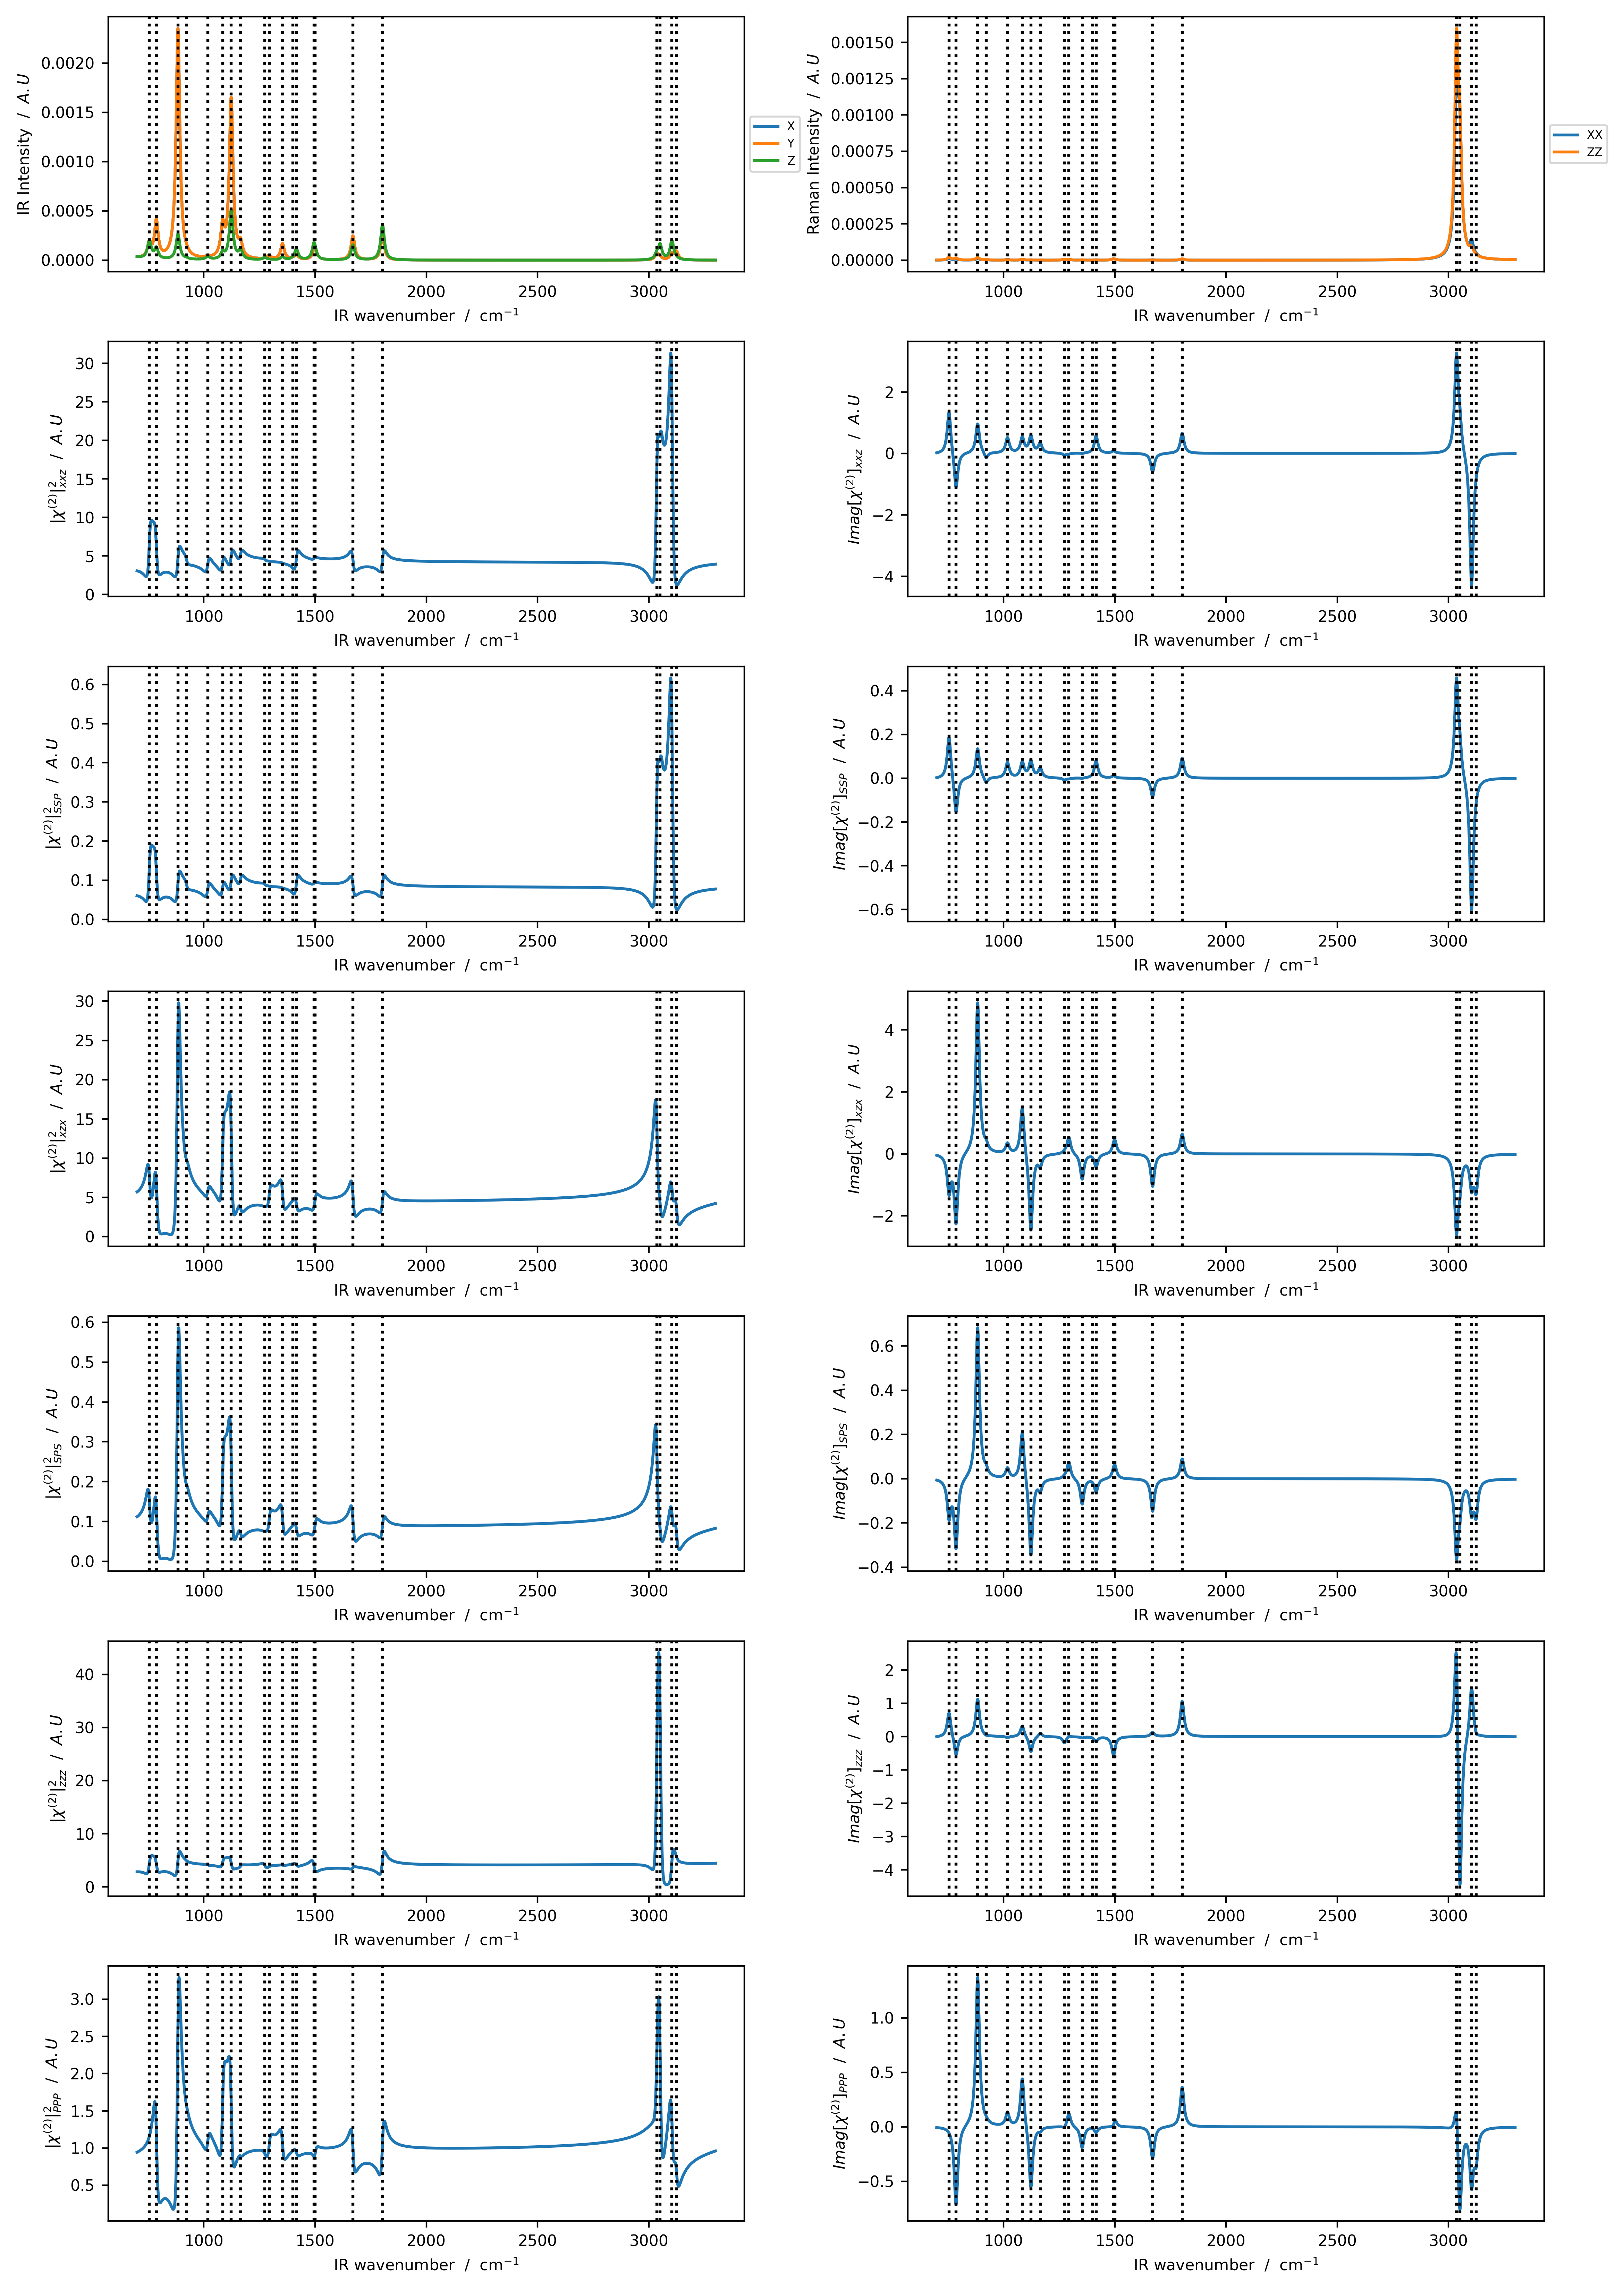 IR Intensity / A.U
0.0020
0.0015
0.0010
0.0005
0.0000
1000 1500 2000 2500 3000
IR wavenumber / cm⁻¹
X
Y
Z
Raman Intensity / A.U
0.00150
0.00125
0.00100
0.00075
0.00050
0.00025
0.00000
1000 1500 2000 2500 3000
IR wavenumber / cm⁻¹
XX
ZZ
|χ⁽²⁾|²_xxz / A.U
30
25
20
15
10
5
0
1000 1500 2000 2500 3000
IR wavenumber / cm⁻¹
Imag[χ⁽²⁾]_xxz / A.U
2
0
−2
−4
1000 1500 2000 2500 3000
IR wavenumber / cm⁻¹
|χ⁽²⁾|²_SSP / A.U
0.6
0.5
0.4
0.3
0.2
0.1
0.0
1000 1500 2000 2500 3000
IR wavenumber / cm⁻¹
Imag[χ⁽²⁾]_SSP / A.U
0.4
0.2
0.0
−0.2
−0.4
−0.6
1000 1500 2000 2500 3000
IR wavenumber / cm⁻¹
|χ⁽²⁾|²_xzx / A.U
30
25
20
15
10
5
0
1000 1500 2000 2500 3000
IR wavenumber / cm⁻¹
Imag[χ⁽²⁾]_xzx / A.U
4
2
0
−2
1000 1500 2000 2500 3000
IR wavenumber / cm⁻¹
|χ⁽²⁾|²_SPS / A.U
0.6
0.5
0.4
0.3
0.2
0.1
0.0
1000 1500 2000 2500 3000
IR wavenumber / cm⁻¹
Imag[χ⁽²⁾]_SPS / A.U
0.6
0.4
0.2
0.0
−0.2
−0.4
1000 1500 2000 2500 3000
IR wavenumber / cm⁻¹
|χ⁽²⁾|²_zzz / A.U
40
30
20
10
0
1000 1500 2000 2500 3000
IR wavenumber / cm⁻¹
Imag[χ⁽²⁾]_zzz / A.U
2
1
0
−1
−2
−3
−4
1000 1500 2000 2500 3000
IR wavenumber / cm⁻¹
|χ⁽²⁾|²_PPP / A.U
3.0
2.5
2.0
1.5
1.0
0.5
1000 1500 2000 2500 3000
IR wavenumber / cm⁻¹
Imag[χ⁽²⁾]_PPP / A.U
1.0
0.5
0.0
−0.5
1000 1500 2000 2500 3000
IR wavenumber / cm⁻¹